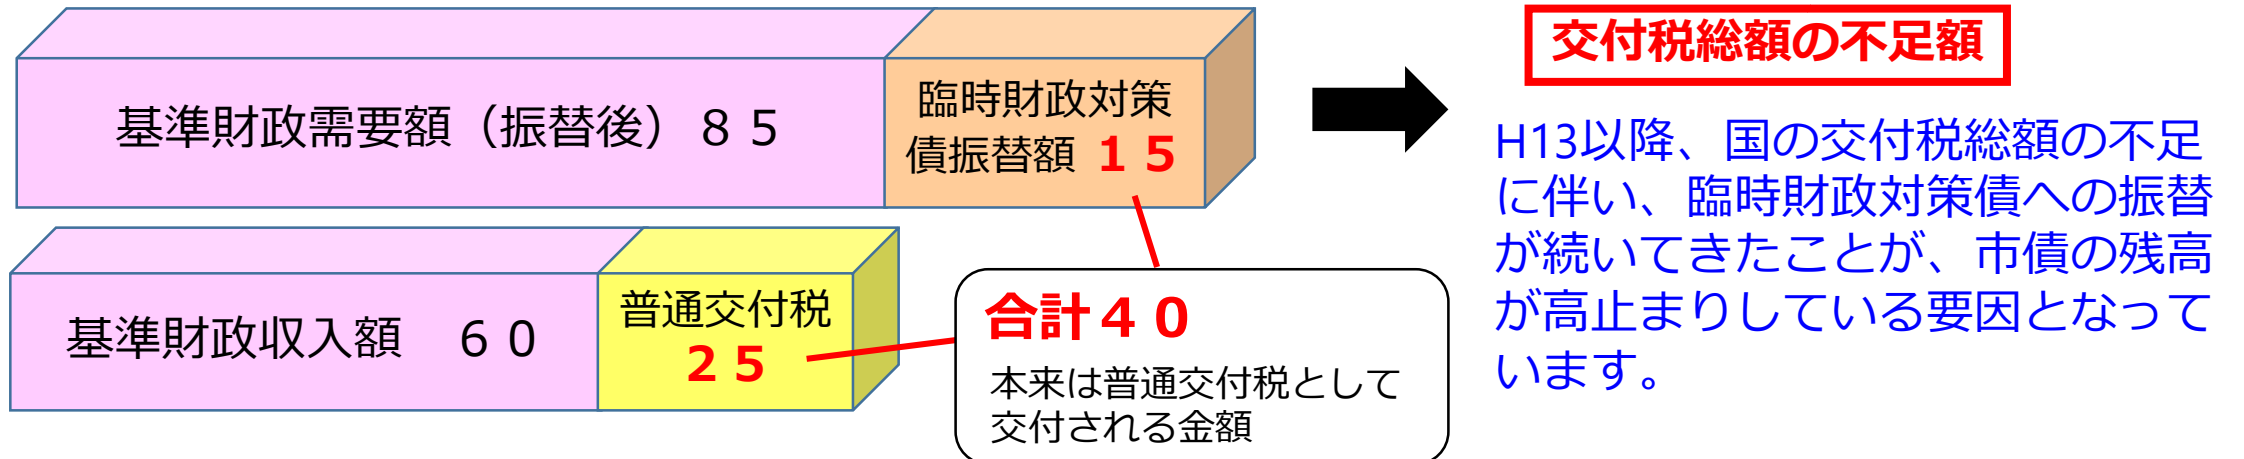 基準財政需要額（振替後）８５
臨時財政対策
債振替額 １５
基準財政収入額　６０
普通交付税
２５
合計４０
本来は普通交付税として
交付される金額
交付税総額の不足額
H13以降、国の交付税総額の不足
に伴い、臨時財政対策債への振替
が続いてきたことが、市債の残高
が高止まりしている要因となって
います。